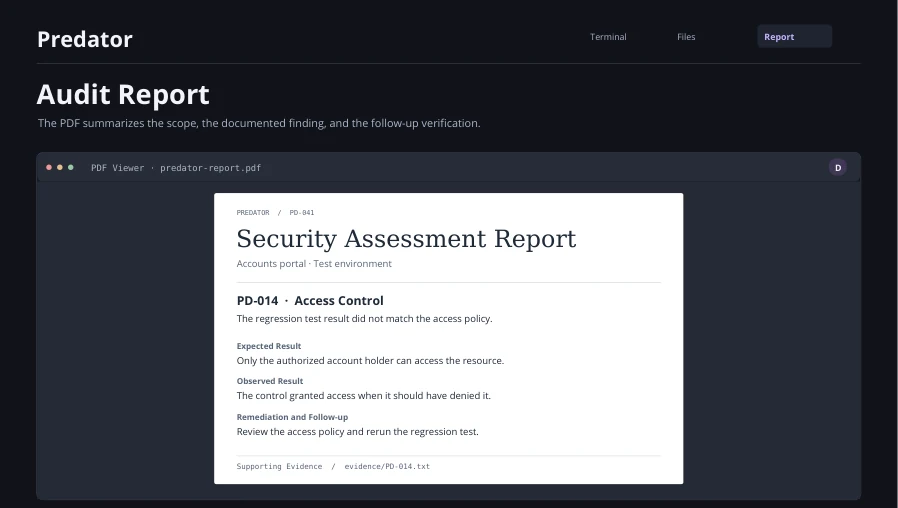 Predator
Terminal
Files
Report
Audit Report
The PDF summarizes the scope, the documented finding, and the follow-up verification.
PDF Viewer · predator-report.pdf
D
PREDATOR / PD-041
Security Assessment Report
Accounts portal · Test environment
PD-014 · Access Control
The regression test result did not match the access policy.
Expected Result
Only the authorized account holder can access the resource.
Observed Result
The control granted access when it should have denied it.
Remediation and Follow-up
Review the access policy and rerun the regression test.
Supporting Evidence / evidence/PD-014.txt